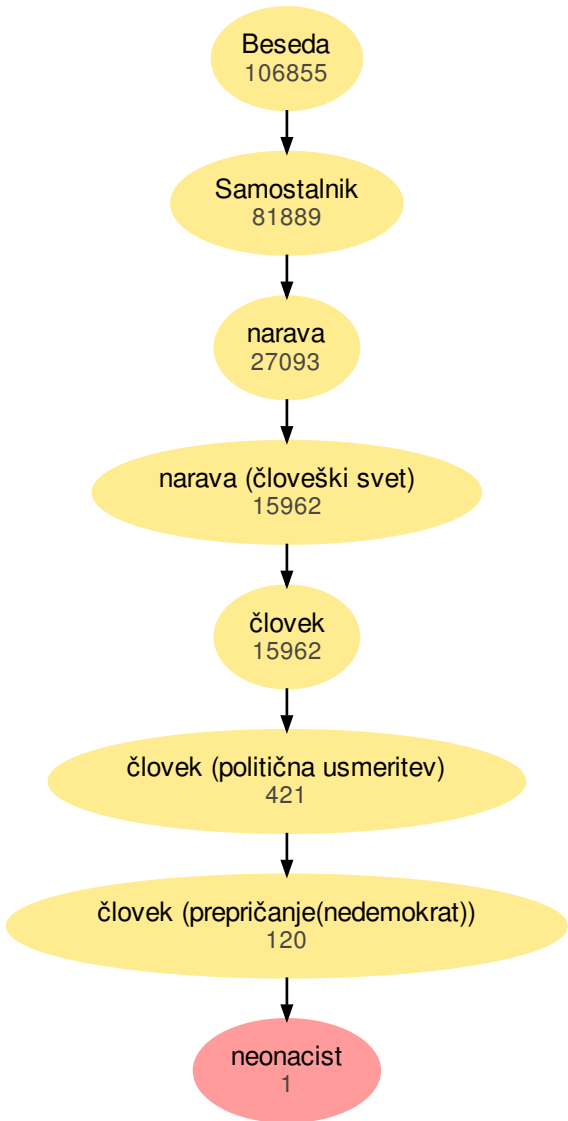 Beseda
106855
Samostalnik
81889
narava
27093
narava (človeški svet)
15962
človek
15962
človek (politična usmeritev)
421
človek (prepričanje(nedemokrat))
120
neonacist
1